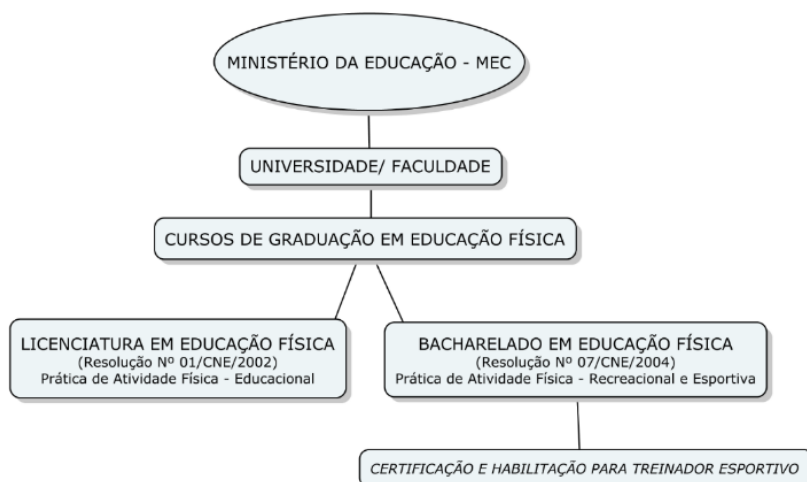 MINISTÉRIO DA EDUCAÇÃO - MEC
UNIVERSIDADE/ FACULDADE
CURSOS DE GRADUAÇÃO EM EDUCAÇÃO FÍSICA
LICENCIATURA EM EDUCAÇÃO FÍSICA
(Resolução Nº 01/CNE/2002)
Prática de Atividade Física - Educacional
BACHARELADO EM EDUCAÇÃO FÍSICA
(Resolução Nº 07/CNE/2004)
Prática de Atividade Física - Recreacional e Esportiva
CERTIFICAÇÃO E HABILITAÇÃO PARA TREINADOR ESPORTIVO